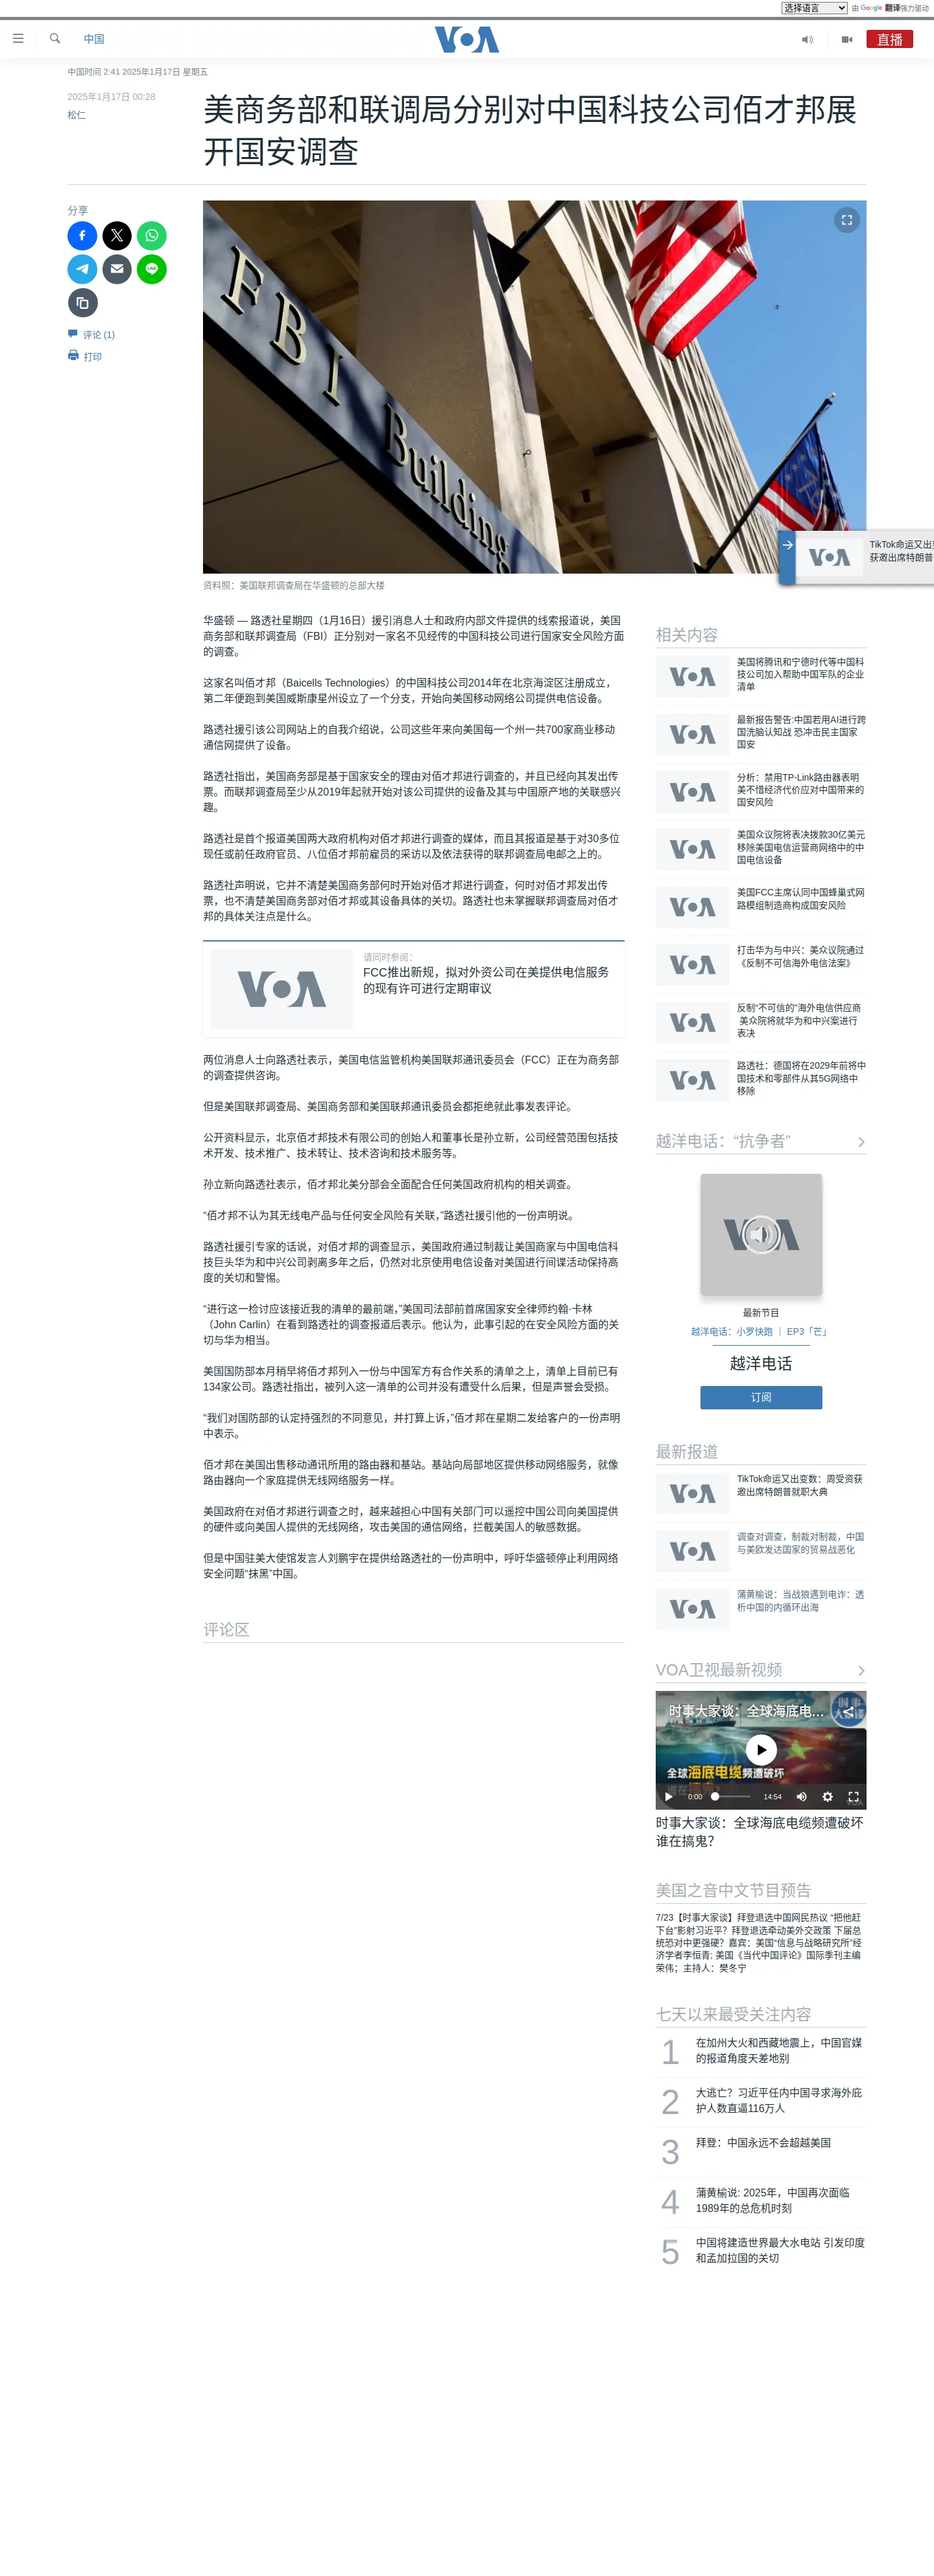 选择语言 由 Google 翻译强力驱动
中国
VOA
直播
中国时间 2:41 2025年1月17日 星期五
2025年1月17日 00:28
松仁
美商务部和联调局分别对中国科技公司佰才邦展
开国安调查
分享
评论 (1)
打印
FBI Building
资料照：美国联邦调查局在华盛顿的总部大楼
TikTok命运又出
获邀出席特朗普
华盛顿 — 路透社星期四（1月16日）援引消息人士和政府内部文件提供的线索报道说，美国
商务部和联邦调查局（FBI）正分别对一家名不见经传的中国科技公司进行国家安全风险方面
的调查。
这家名叫佰才邦（Baicells Technologies）的中国科技公司2014年在北京海淀区注册成立，
第二年便跑到美国威斯康星州设立了一个分支，开始向美国移动网络公司提供电信设备。
路透社援引该公司网站上的自我介绍说，公司这些年来向美国每一个州一共700家商业移动
通信网提供了设备。
路透社指出，美国商务部是基于国家安全的理由对佰才邦进行调查的，并且已经向其发出传
票。而联邦调查局至少从2019年起就开始对该公司提供的设备及其与中国原产地的关联感兴
趣。
路透社是首个报道美国两大政府机构对佰才邦进行调查的媒体，而且其报道是基于对30多位
现任或前任政府官员、八位佰才邦前雇员的采访以及依法获得的联邦调查局电邮之上的。
路透社声明说，它并不清楚美国商务部何时开始对佰才邦进行调查，何时对佰才邦发出传
票，也不清楚美国商务部对佰才邦或其设备具体的关切。路透社也未掌握联邦调查局对佰才
邦的具体关注点是什么。
VOA
请同时参阅：
FCC推出新规，拟对外资公司在美提供电信服务
的现有许可进行定期审议
两位消息人士向路透社表示，美国电信监管机构美国联邦通讯委员会（FCC）正在为商务部
的调查提供咨询。
但是美国联邦调查局、美国商务部和美国联邦通讯委员会都拒绝就此事发表评论。
公开资料显示，北京佰才邦技术有限公司的创始人和董事长是孙立新，公司经营范围包括技
术开发、技术推广、技术转让、技术咨询和技术服务等。
孙立新向路透社表示，佰才邦北美分部会全面配合任何美国政府机构的相关调查。
“佰才邦不认为其无线电产品与任何安全风险有关联，”路透社援引他的一份声明说。
路透社援引专家的话说，对佰才邦的调查显示，美国政府通过制裁让美国商家与中国电信科
技巨头华为和中兴公司剥离多年之后，仍然对北京使用电信设备对美国进行间谍活动保持高
度的关切和警惕。
“进行这一检讨应该接近我的清单的最前端，”美国司法部前首席国家安全律师约翰·卡林
（John Carlin）在看到路透社的调查报道后表示。他认为，此事引起的在安全风险方面的关
切与华为相当。
美国国防部本月稍早将佰才邦列入一份与中国军方有合作关系的清单之上，清单上目前已有
134家公司。路透社指出，被列入这一清单的公司并没有遭受什么后果，但是声誉会受损。
“我们对国防部的认定持强烈的不同意见，并打算上诉，”佰才邦在星期二发给客户的一份声明
中表示。
佰才邦在美国出售移动通讯所用的路由器和基站。基站向局部地区提供移动网络服务，就像
路由器向一个家庭提供无线网络服务一样。
美国政府在对佰才邦进行调查之时，越来越担心中国有关部门可以遥控中国公司向美国提供
的硬件或向美国人提供的无线网络，攻击美国的通信网络，拦截美国人的敏感数据。
但是中国驻美大使馆发言人刘鹏宇在提供给路透社的一份声明中，呼吁华盛顿停止利用网络
安全问题“抹黑”中国。
评论区
相关内容
美国将腾讯和宁德时代等中国科
技公司加入帮助中国军队的企业
清单
最新报告警告:中国若用AI进行跨
国洗脑认知战 恐冲击民主国家
国安
分析：禁用TP-Link路由器表明
美不惜经济代价应对中国带来的
国安风险
美国众议院将表决拨款30亿美元
移除美国电信运营商网络中的中
国电信设备
美国FCC主席认同中国蜂巢式网
路模组制造商构成国安风险
打击华为与中兴：美众议院通过
《反制不可信海外电信法案》
反制“不可信的”海外电信供应商
美众院将就华为和中兴案进行
表决
路透社：德国将在2029年前将中
国技术和零部件从其5G网络中
移除
越洋电话：“抗争者”
最新节目
越洋电话：小罗快跑 ｜ EP3「芒」
越洋电话
订阅
最新报道
TikTok命运又出变数：周受资获
邀出席特朗普就职大典
调查对调查，制裁对制裁，中国
与美欧发达国家的贸易战恶化
蒲黄榆说：当战狼遇到电诈：透
析中国的内循环出海
VOA卫视最新视频
时事大家谈：全球海底电...
时事
大家谈
全球海底电缆频遭破坏
0:00 14:54
时事大家谈：全球海底电缆频遭破坏
谁在搞鬼？
美国之音中文节目预告
7/23【时事大家谈】拜登退选中国网民热议 “把他赶
下台”影射习近平？拜登退选牵动美外交政策 下届总
统恐对中更强硬？嘉宾：美国“信息与战略研究所”经
济学者李恒青; 美国《当代中国评论》国际季刊主编
荣伟；主持人：樊冬宁
七天以来最受关注内容
1 在加州大火和西藏地震上，中国官媒
的报道角度天差地别
2 大逃亡？习近平任内中国寻求海外庇
护人数直逼116万人
3 拜登：中国永远不会超越美国
4 蒲黄榆说: 2025年，中国再次面临
1989年的总危机时刻
5 中国将建造世界最大水电站 引发印度
和孟加拉国的关切